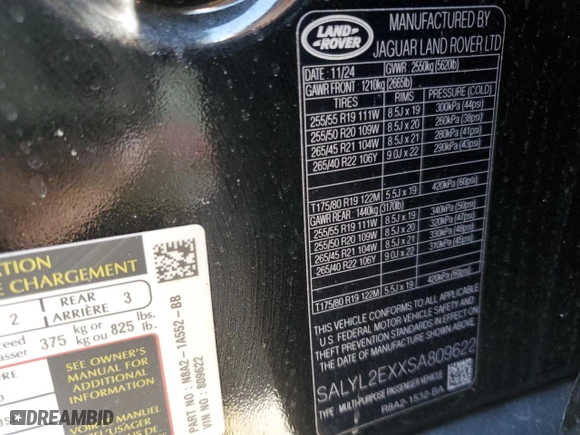 LAND
ROVER
MANUFACTURED BY
JAGUAR LAND ROVER LTD
DATE : 11/24 GVWR : 2550kg (5620lb)
GAWR FRONT : 1210kg (2665lb)
TIRES RIMS PRESSURE (COLD)
255/55 R19 111W 8.5J x 19 300kPa (44psi)
255/50 R20 109W 8.5J x 20 260kPa (38psi)
265/45 R21 104W 8.5J x 21 280kPa (41psi)
265/40 R22 106Y 9.0J x 22 290kPa (43psi)
T175/80 R19 122M 5.5J x 19 420kPa (60psi)
GAWR REAR : 1440kg (3170lb)
255/55 R19 111W 8.5J x 19 340kPa (50psi)
255/50 R20 109W 8.5J x 20 320kPa (47psi)
265/45 R21 104W 8.5J x 21 330kPa (48psi)
265/40 R22 106Y 9.0J x 22 310kPa (45psi)
T175/80 R19 122M 5.5J x 19 420kPa (60psi)
THIS VEHICLE CONFORMS TO ALL APPLICABLE
U.S. FEDERAL MOTOR VEHICLE SAFETY AND
THEFT PREVENTION STANDARDS IN EFFECT ON
THE DATE OF MANUFACTURE SHOWN ABOVE.
SALYL2EXXSA809622
TYPE : MULTI-PURPOSE PASSENGER VEHICLE
R8A2-1532-BA
ATION
E CHARGEMENT
2 REAR 3
ARRIÈRE
xceed 375 kg or 825 lbs.
asser kg ou lb.
SEE OWNER'S
MANUAL FOR
ADDITIONAL
INFORMATION
MANUEL
D'USAGER
PART NO : N8A2 - 1A552 - BB
VIN NO : 809622
DREAMBID